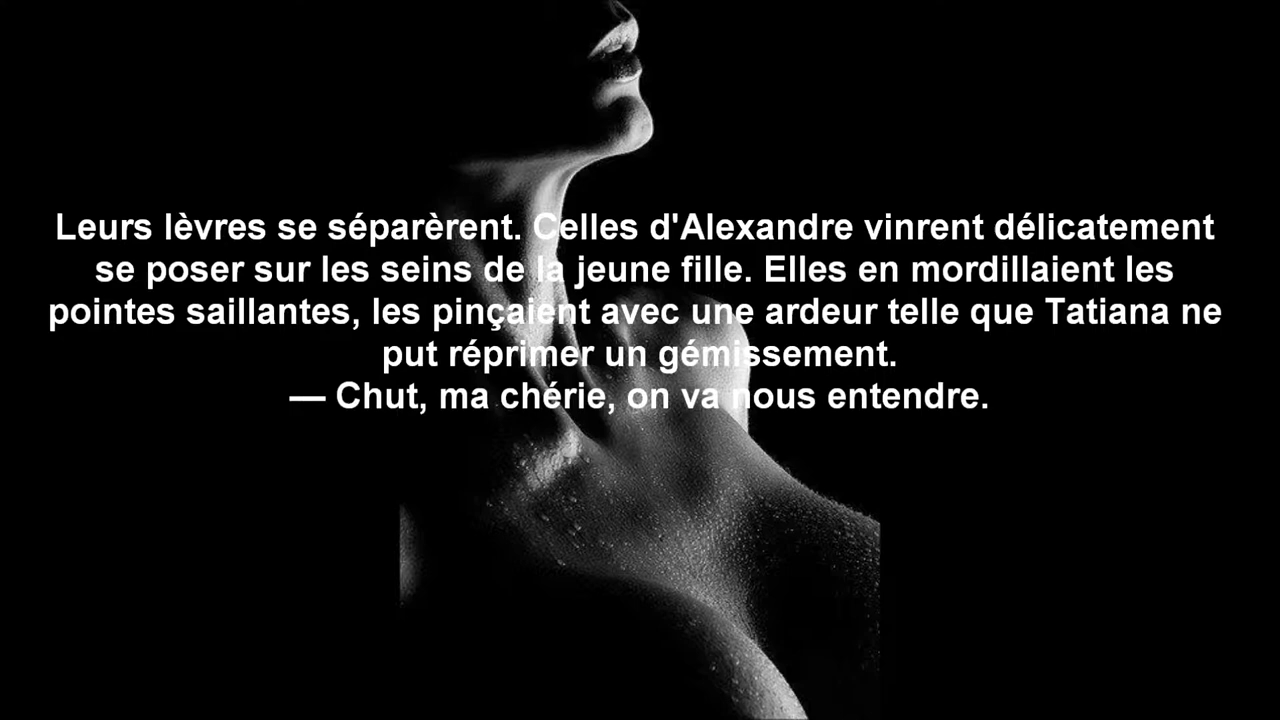 Leurs lèvres se séparèrent. Celles d'Alexandre vinrent délicatement
se poser sur les seins de la jeune fille. Elles en mordillaient les
pointes saillantes, les pinçaient avec une ardeur telle que Tatiana ne
put réprimer un gémissement.
— Chut, ma chérie, on va nous entendre.